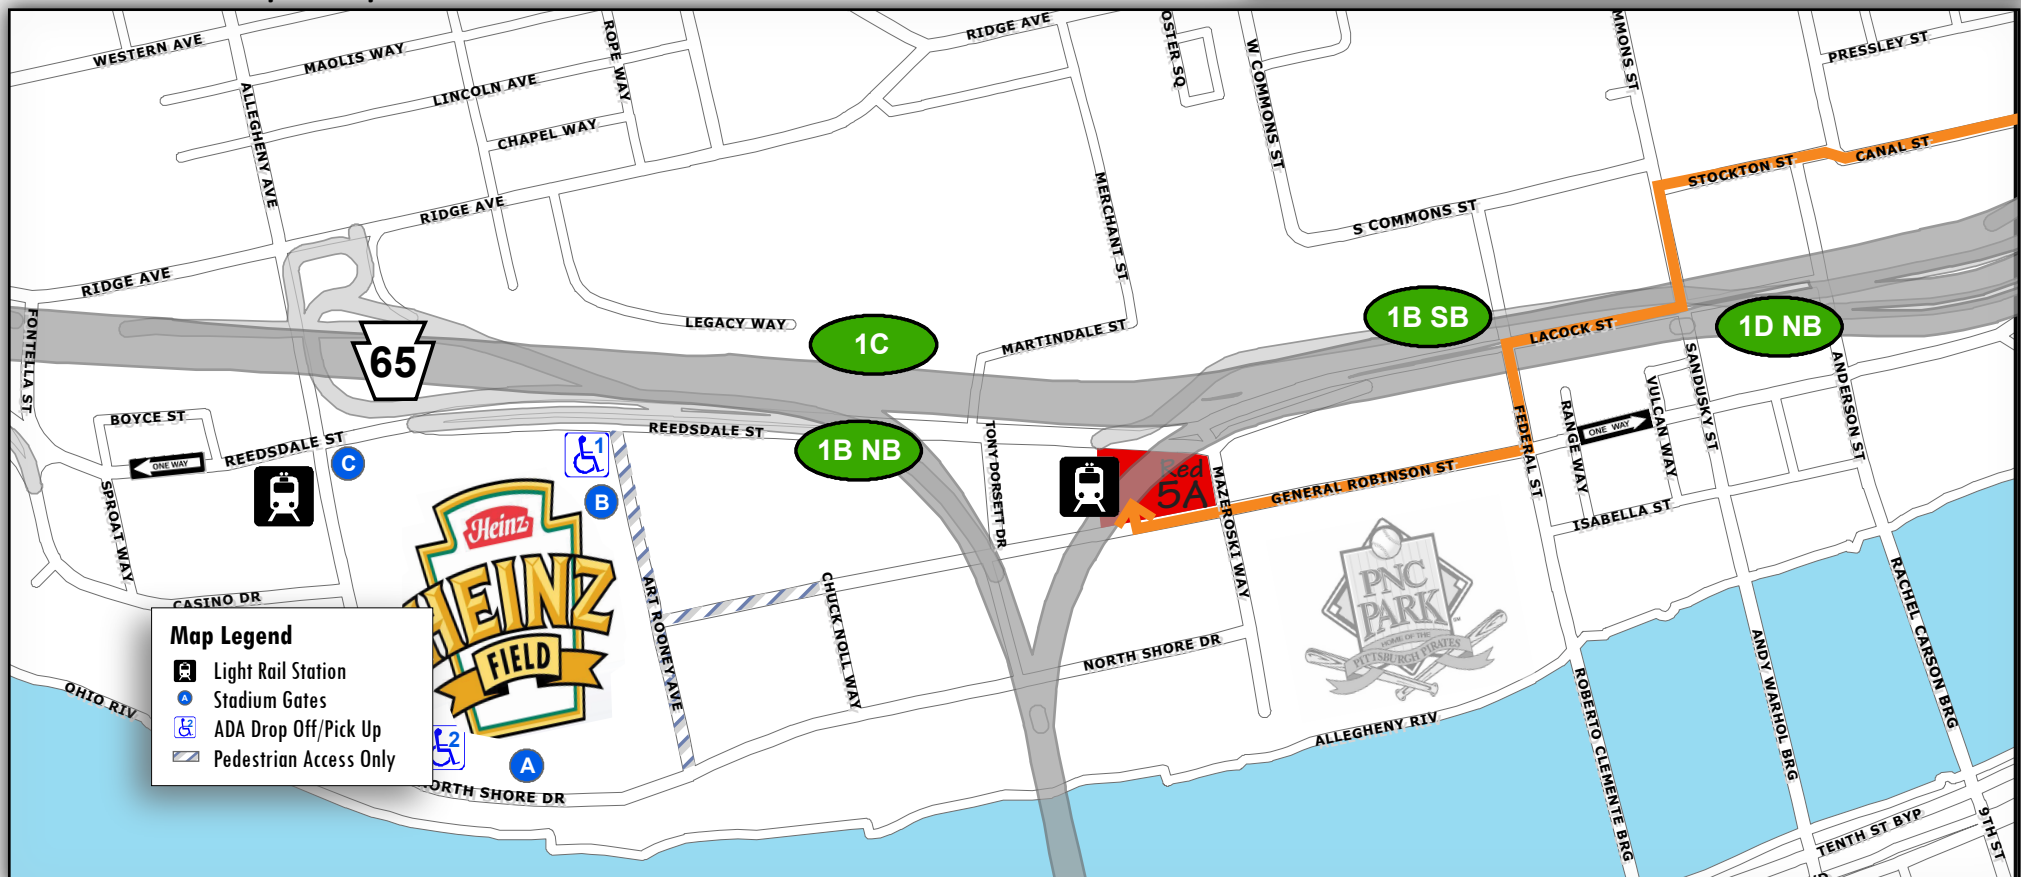 WESTERN AVE
MAOLIS WAY
LINCOLN AVE
ROPE WAY
CHAPEL WAY
ALLEGHENY AVE
RIDGE AVE
RIDGE AVE
RIDGE AVE
OSTER SQ
W COMMONS ST
MMONS ST
PRESSLEY ST
MERCHANT ST
S COMMONS ST
STOCKTON ST
CANAL ST
FONTELLA ST
LEGACY WAY
MARTINDALE ST
65
1C
1B SB
LACOCK ST
1D NB
1B NB
BOYCE ST
REEDSDALE ST
REEDSDALE ST
ONE WAY
C
1
B
SPROAT WAY
TONY DORSETT DR
Red
5A
MAZEROSKI WAY
GENERAL ROBINSON ST
FEDERAL ST
RANGE WAY
ONE WAY
VULCAN WAY
SANDUSKY ST
ANDERSON ST
ISABELLA ST
Heinz
HEINZ
FIELD
ART ROONEY AVE
CHUCK NOLL WAY
NORTH SHORE DR
PNC
PARK
HOME OF THE
PITTSBURGH PIRATES
CASINO DR
OHIO RIV
Map Legend
Light Rail Station
A
Stadium Gates
2
ADA Drop Off/Pick Up
Pedestrian Access Only
2
A
ORTH SHORE DR
ALLEGHENY RIV
ROBERTO CLEMENTE BRG
ANDY WARHOL BRG
RACHEL CARSON BRG
TENTH ST BYP
9TH ST